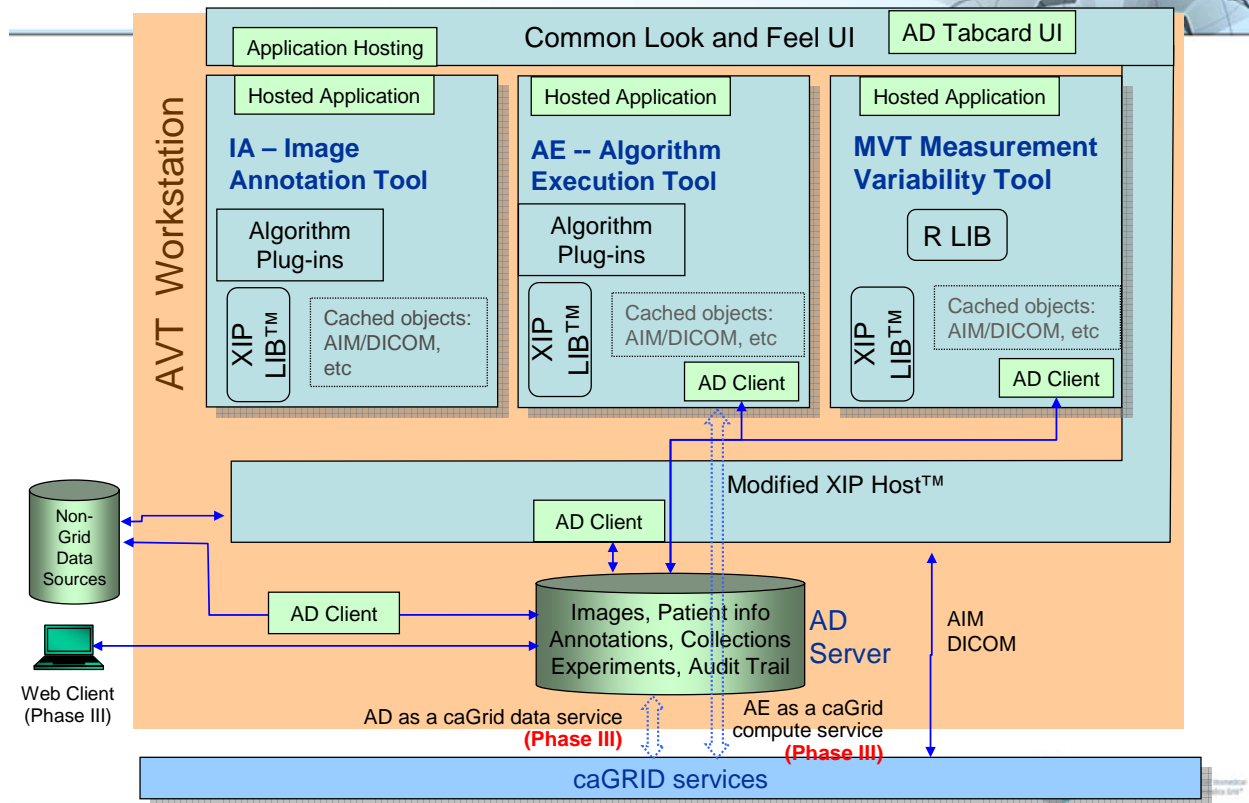 Application Hosting
Common Look and Feel UI
AD Tabcard UI
AVT Workstation
Hosted Application
IA – Image
Annotation Tool
Algorithm
Plug-ins
XIP
LIB™
Cached objects:
AIM/DICOM,
etc
Hosted Application
AE -- Algorithm
Execution Tool
Algorithm
Plug-ins
XIP
LIB™
Cached objects:
AIM/DICOM, etc
AD Client
Hosted Application
MVT Measurement
Variability Tool
R LIB
XIP
LIB™
Cached objects:
AIM/DICOM, etc
AD Client
Modified XIP Host™
AD Client
Non-
Grid
Data
Sources
AD Client
Images, Patient info
Annotations, Collections
Experiments, Audit Trail
AD
Server
AIM
DICOM
Web Client
(Phase III)
AD as a caGrid data service
(Phase III)
AE as a caGrid
compute service
(Phase III)
caGRID services